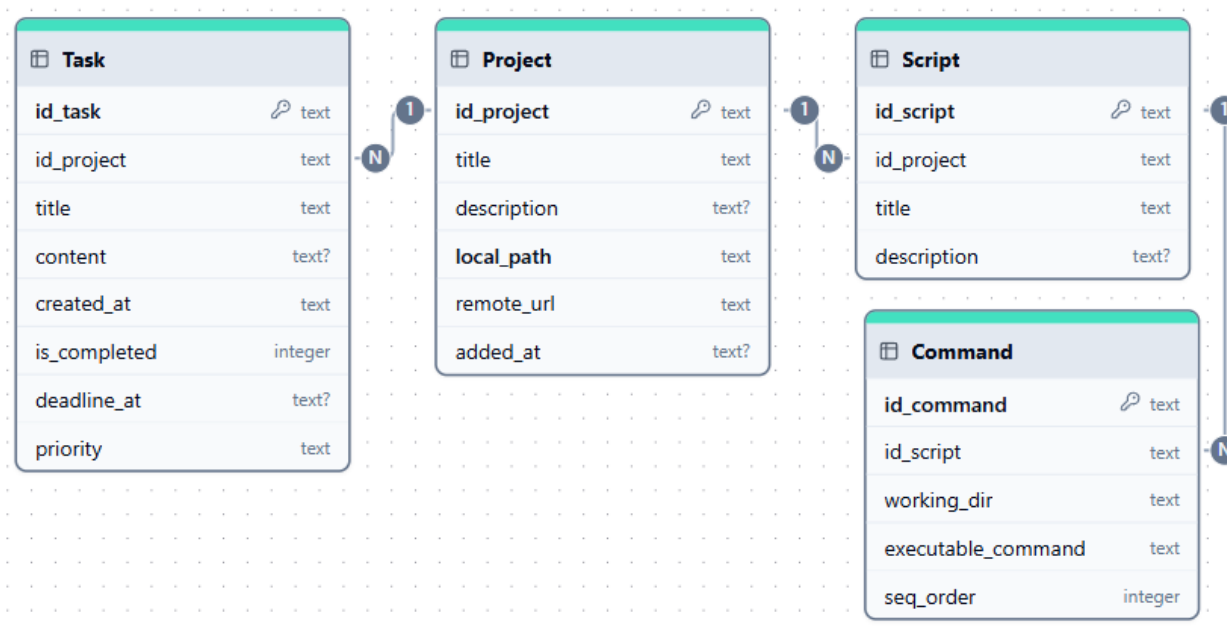 Task
id_task text
id_project text
title text
content text?
created_at text
is_completed integer
deadline_at text?
priority text
1
N
Project
id_project text
title text
description text?
local_path text
remote_url text
added_at text?
1
N
Script
id_script text
id_project text
title text
description text?
1
N
Command
id_command text
id_script text
working_dir text
executable_command text
seq_order integer